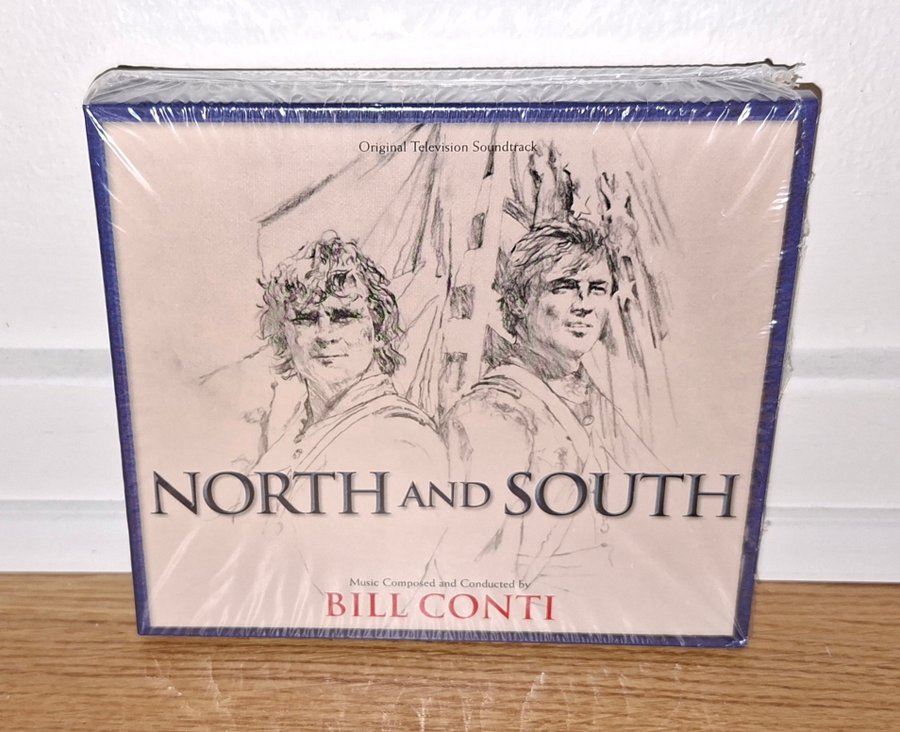 Original Television Soundtrack
NORTH AND SOUTH
Music Composed and Conducted by
BILL CONTI